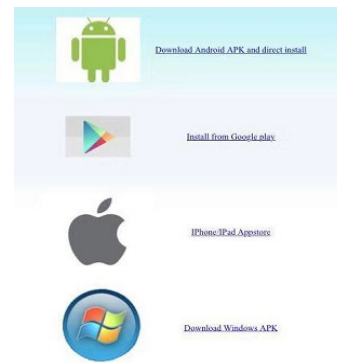 Download Android APK and direct install
Install from Google play
IPhone/IPad Appstore
Download Windows APK